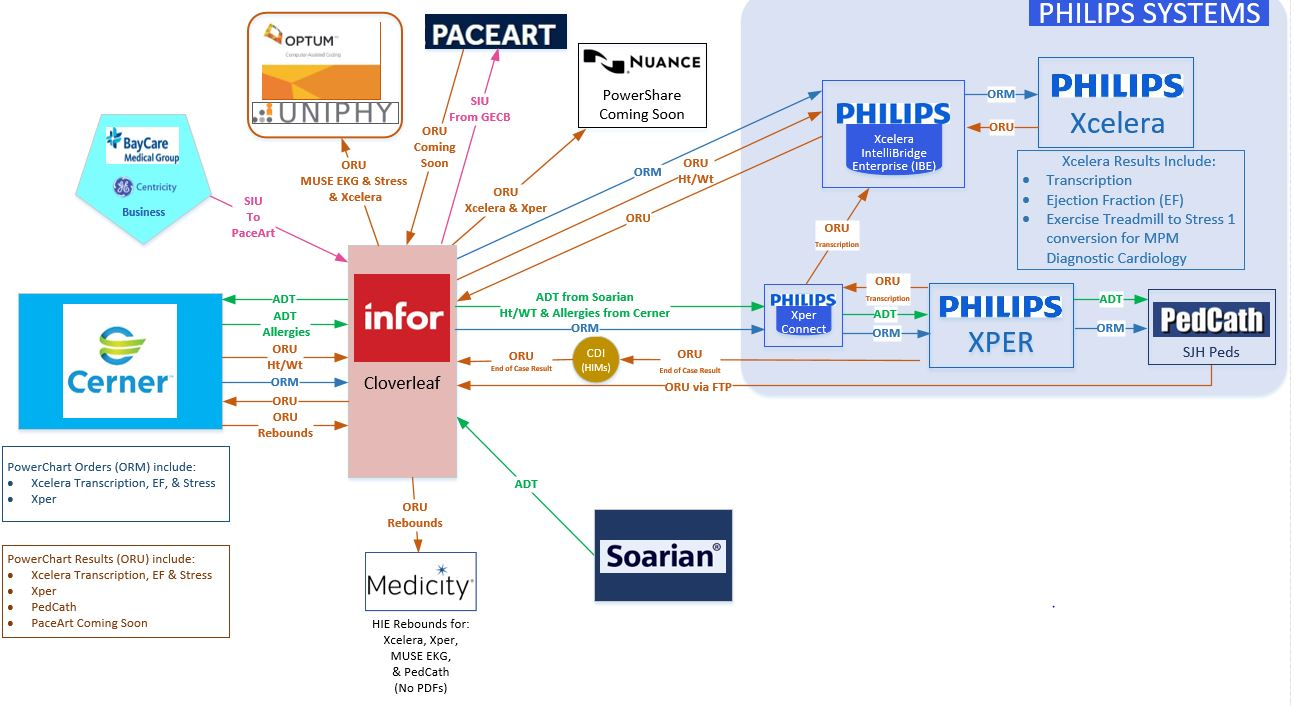 PHILIPS SYSTEMS
OPTUM™
Computer Assisted Coding
UNIPHY
PACEART
NUANCE
PowerShare
Coming Soon
BayCare
Medical Group
GE Centricity
Business
SIU
To
PaceArt
ORU
MUSE EKG & Stress
& Xcelera
ORU
Coming
Soon
SIU
From GECB
ORU
Xcelera & Xper
ORM
ORU
Ht/Wt
ORU
PHILIPS
Xcelera
IntelliBridge
Enterprise (IBE)
ORM
ORU
PHILIPS
Xcelera
Xcelera Results Include:
• Transcription
• Ejection Fraction (EF)
• Exercise Treadmill to Stress 1
conversion for MPM
Diagnostic Cardiology
ORU
Transcription
Cerner™
ADT
ADT
Allergies
ORU
Ht/Wt
ORM
ORU
ORU
Rebounds
infor
Cloverleaf
ADT from Soarian
Ht/WT & Allergies from Cerner
ORM
PHILIPS
Xper
Connect
ORU
Transcription
ADT
ORM
PHILIPS
XPER
ADT
ORM
PedCath
SJH Peds
ORU
End of Case Result
CDI
(HIMs)
ORU
End of Case Result
ORU via FTP
PowerChart Orders (ORM) include:
• Xcelera Transcription, EF, & Stress
• Xper
PowerChart Results (ORU) include:
• Xcelera Transcription, EF & Stress
• Xper
• PedCath
• PaceArt Coming Soon
ADT
Soarian®
ORU
Rebounds
Medicity
HIE Rebounds for:
Xcelera, Xper,
MUSE EKG,
& PedCath
(No PDFs)